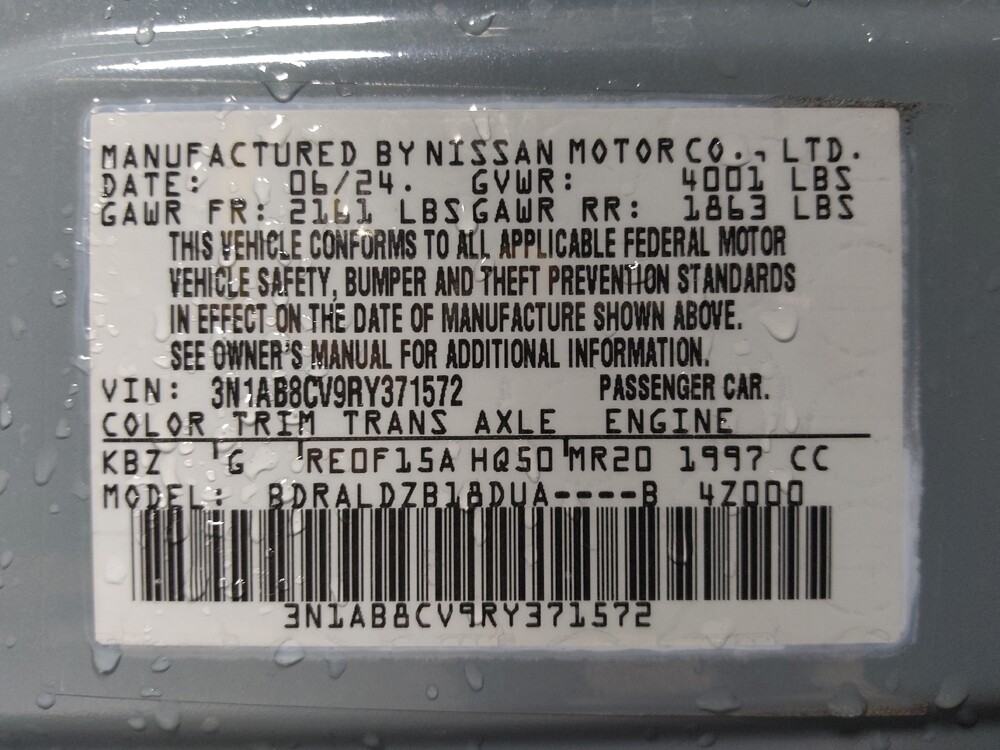 MANUFACTURED BY NISSAN MOTOR CO., LTD.
DATE: 06/24. GVWR: 4001 LBS
GAWR FR: 2161 LBS GAWR RR: 1863 LBS
THIS VEHICLE CONFORMS TO ALL APPLICABLE FEDERAL MOTOR
VEHICLE SAFETY, BUMPER AND THEFT PREVENTION STANDARDS
IN EFFECT ON THE DATE OF MANUFACTURE SHOWN ABOVE.
SEE OWNER'S MANUAL FOR ADDITIONAL INFORMATION.
VIN: 3N1AB8CV9RY371572 PASSENGER CAR.
COLOR TRIM TRANS AXLE ENGINE
KBZ G RE0F15A HQ50 MR20 1997 CC
MODEL: BDRALDZB18DUA----B 4Z000
3N1AB8CV9RY371572